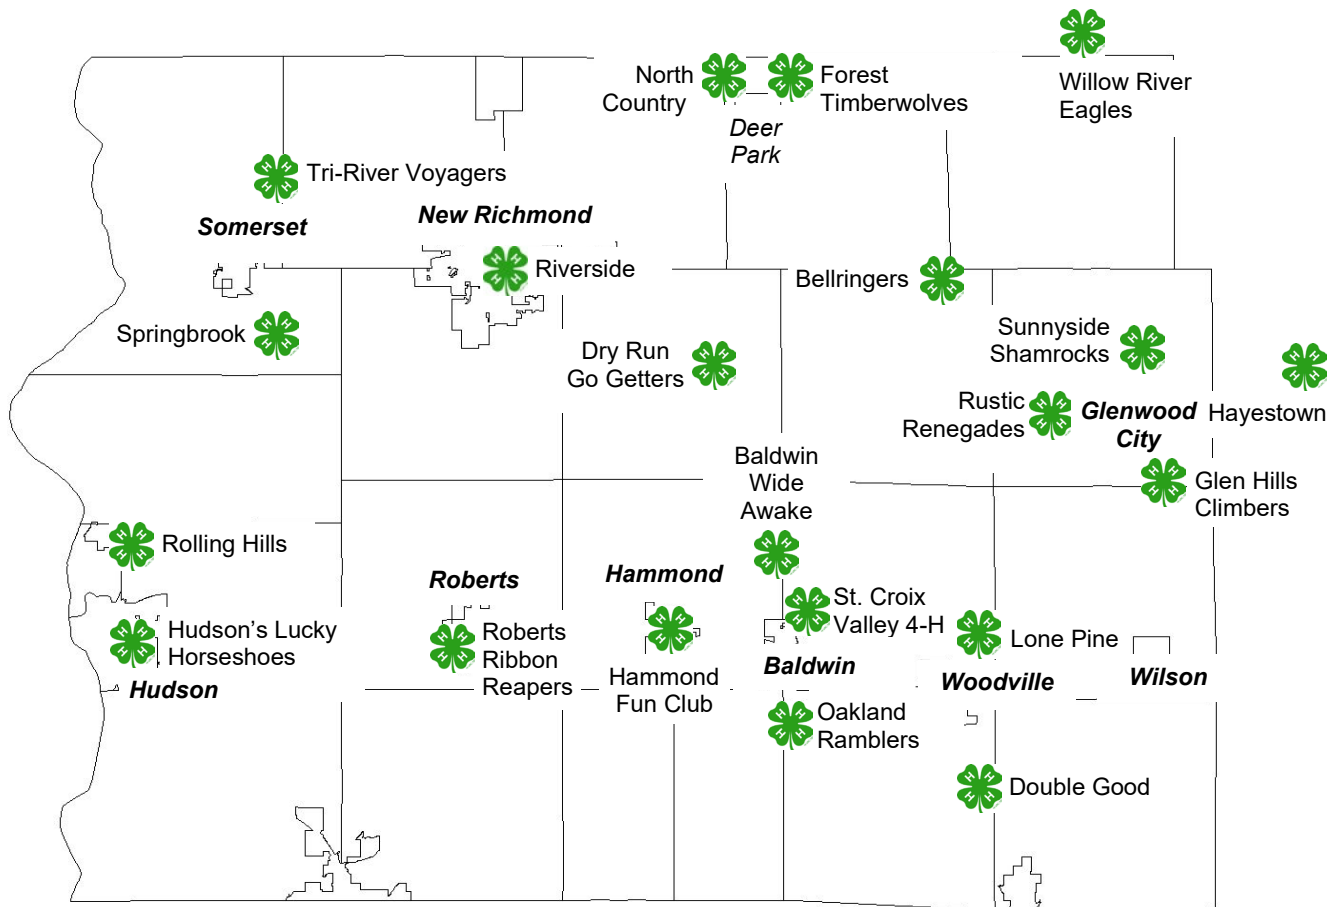 North
Country
Forest
Timberwolves
Willow River
Eagles
Deer
Park
Tri-River Voyagers
Somerset
New Richmond
Riverside
Bellringers
Springbrook
Dry Run
Go Getters
Sunnyside
Shamrocks
Rustic
Renegades
Glenwood
City
Hayestown
Baldwin
Wide
Awake
Glen Hills
Climbers
Rolling Hills
Roberts
Hammond
St. Croix
Valley 4-H
Hudson's Lucky
Horseshoes
Roberts
Ribbon
Reapers
Lone Pine
Hammond
Fun Club
Baldwin
Woodville
Wilson
Hudson
Oakland
Ramblers
Double Good